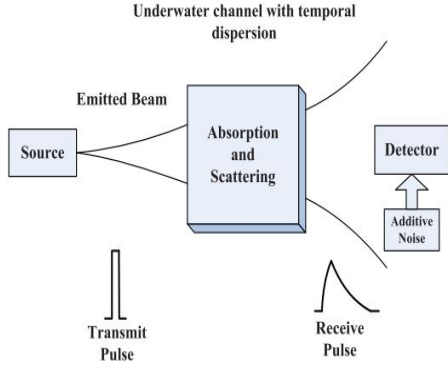 Underwater channel with temporal
dispersion
Emitted Beam
Source
Absorption
and
Scattering
Detector
Additive
Noise
Transmit
Pulse
Receive
Pulse